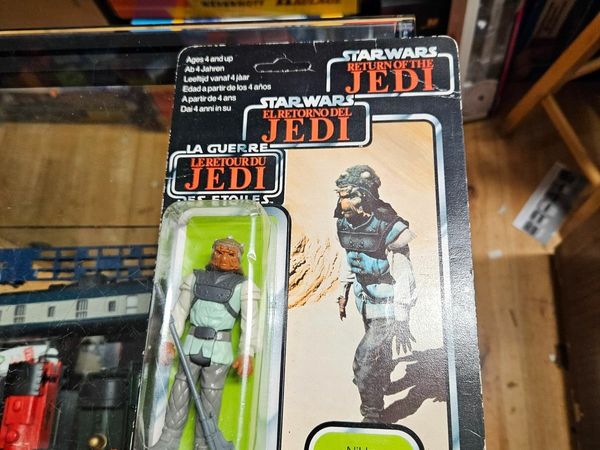 Ages 4 and up
Ab 4 Jahren
Leeftijd vanaf 4 jaar
Edad a partir de los 4 años
A partir de 4 ans
Dai 4 anni in su
STAR WARS
RETURN OF THE
JEDI
STAR WARS
EL RETORNO DEL
JEDI
LA GUERRE
LE RETOUR DU
JEDI
DES ETOILES